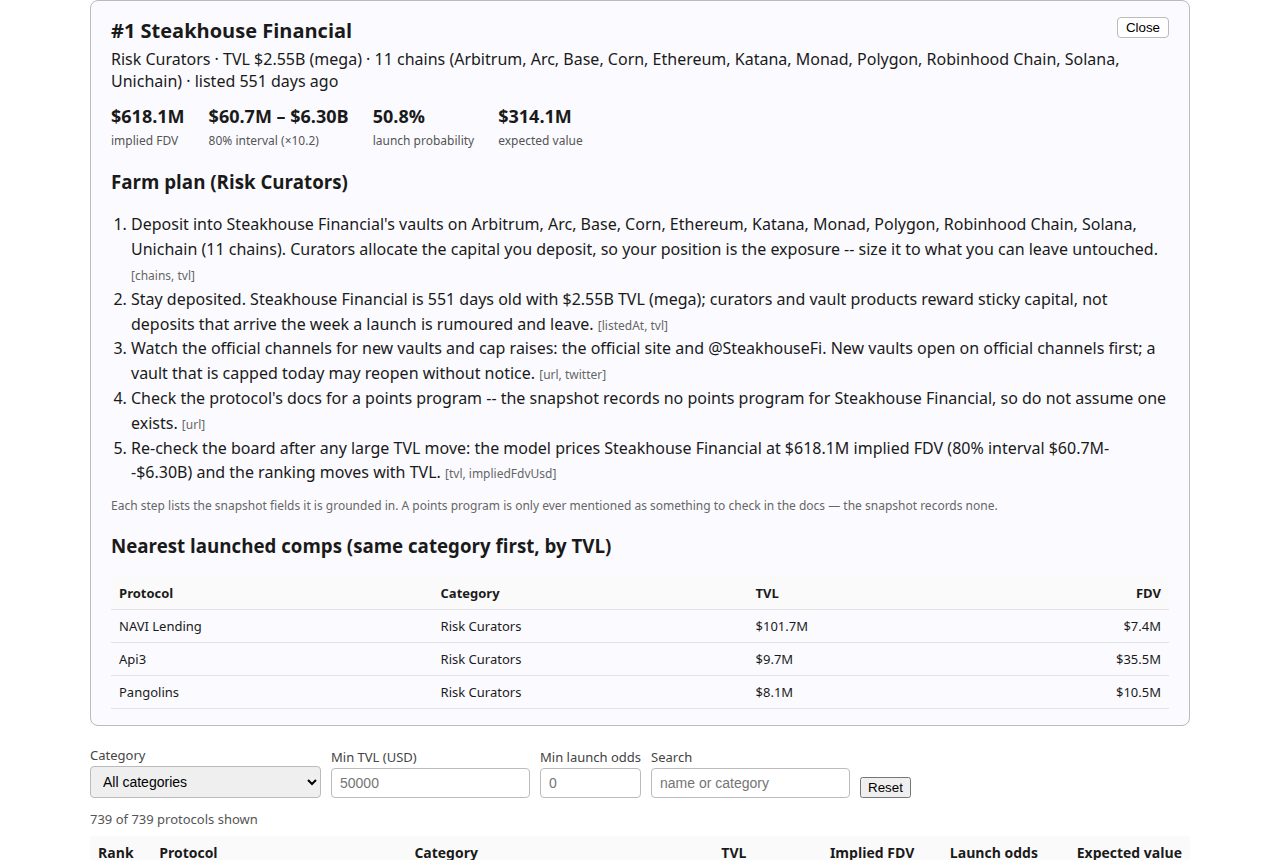 #1 Steakhouse Financial
Close
Risk Curators · TVL $2.55B (mega) · 11 chains (Arbitrum, Arc, Base, Corn, Ethereum, Katana, Monad, Polygon, Robinhood Chain, Solana,
Unichain) · listed 551 days ago
$618.1M $60.7M – $6.30B 50.8% $314.1M
implied FDV 80% interval (×10.2) launch probability expected value
Farm plan (Risk Curators)
1. Deposit into Steakhouse Financial's vaults on Arbitrum, Arc, Base, Corn, Ethereum, Katana, Monad, Polygon, Robinhood Chain, Solana,
Unichain (11 chains). Curators allocate the capital you deposit, so your position is the exposure -- size it to what you can leave untouched.
[chains, tvl]
2. Stay deposited. Steakhouse Financial is 551 days old with $2.55B TVL (mega); curators and vault products reward sticky capital, not
deposits that arrive the week a launch is rumoured and leave. [listedAt, tvl]
3. Watch the official channels for new vaults and cap raises: the official site and @SteakhouseFi. New vaults open on official channels first; a
vault that is capped today may reopen without notice. [url, twitter]
4. Check the protocol's docs for a points program -- the snapshot records no points program for Steakhouse Financial, so do not assume one
exists. [url]
5. Re-check the board after any large TVL move: the model prices Steakhouse Financial at $618.1M implied FDV (80% interval $60.7M-
-$6.30B) and the ranking moves with TVL. [tvl, impliedFdvUsd]
Each step lists the snapshot fields it is grounded in. A points program is only ever mentioned as something to check in the docs — the snapshot records none.
Nearest launched comps (same category first, by TVL)
Protocol Category TVL FDV
NAVI Lending Risk Curators $101.7M $7.4M
Api3 Risk Curators $9.7M $35.5M
Pangolins Risk Curators $8.1M $10.5M
Category Min TVL (USD) Min launch odds Search
All categories 50000 0 name or category Reset
739 of 739 protocols shown
Rank Protocol Category TVL Implied FDV Launch odds Expected value